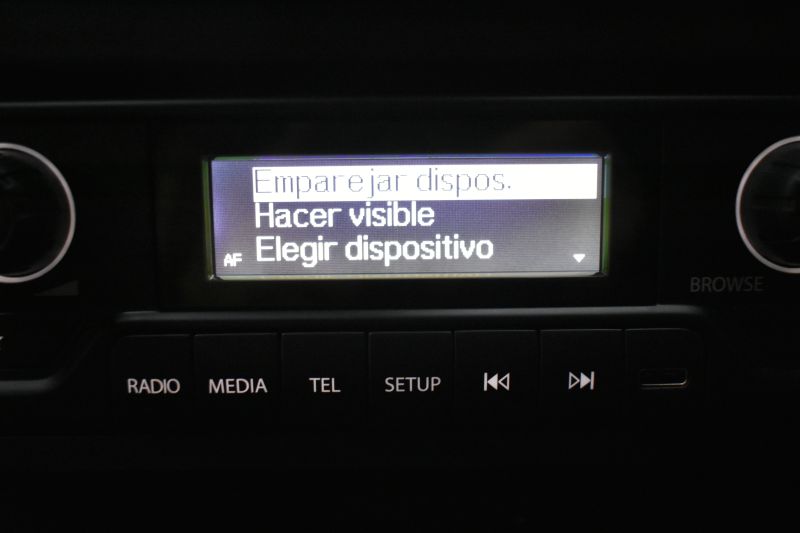 Emparejar dispos.
Hacer visible
AF Elegir dispositivo
BROWSE
RADIO MEDIA TEL SETUP